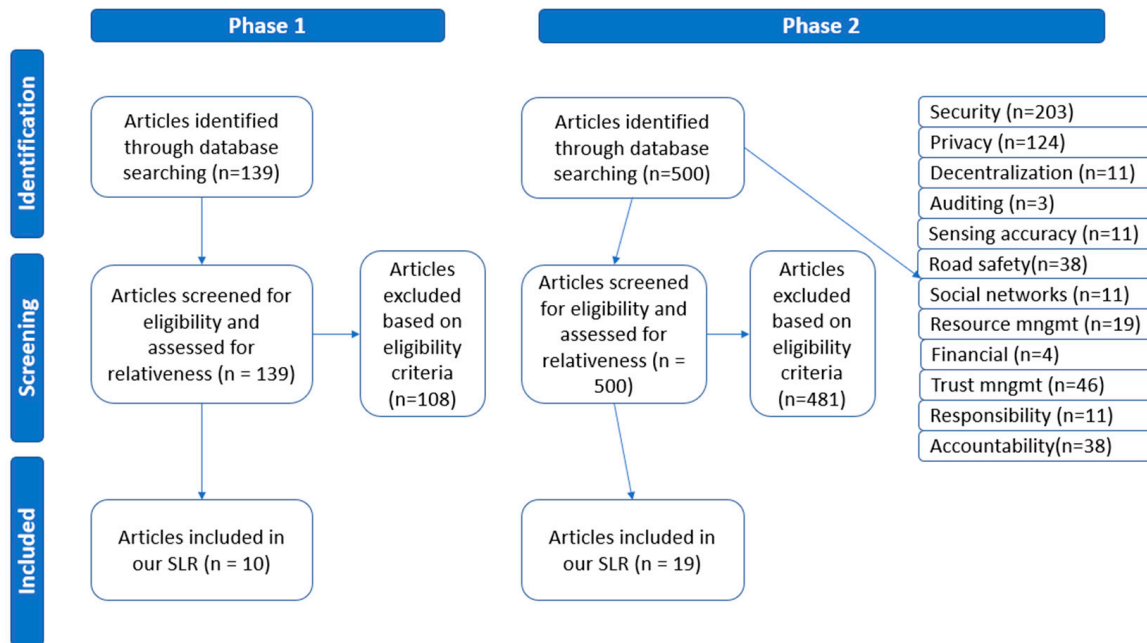 Phase 1
Phase 2
Identification
Articles identified
through database
searching (n=139)
Articles identified
through database
searching (n=500)
Security (n=203)
Privacy (n=124)
Decentralization (n=11)
Auditing (n=3)
Sensing accuracy (n=11)
Road safety(n=38)
Social networks (n=11)
Resource mngmt (n=19)
Financial (n=4)
Trust mngmt (n=46)
Responsibility (n=11)
Accountability(n=38)
Screening
Articles screened for
eligibility and
assessed for
relativeness (n = 139)
Articles
excluded
based on
eligibility
criteria
(n=108)
Articles screened
for eligibility and
assessed for
relativeness (n =
500)
Articles
excluded
based on
eligibility
criteria
(n=481)
Included
Articles included in
our SLR (n = 10)
Articles included in
our SLR (n = 19)